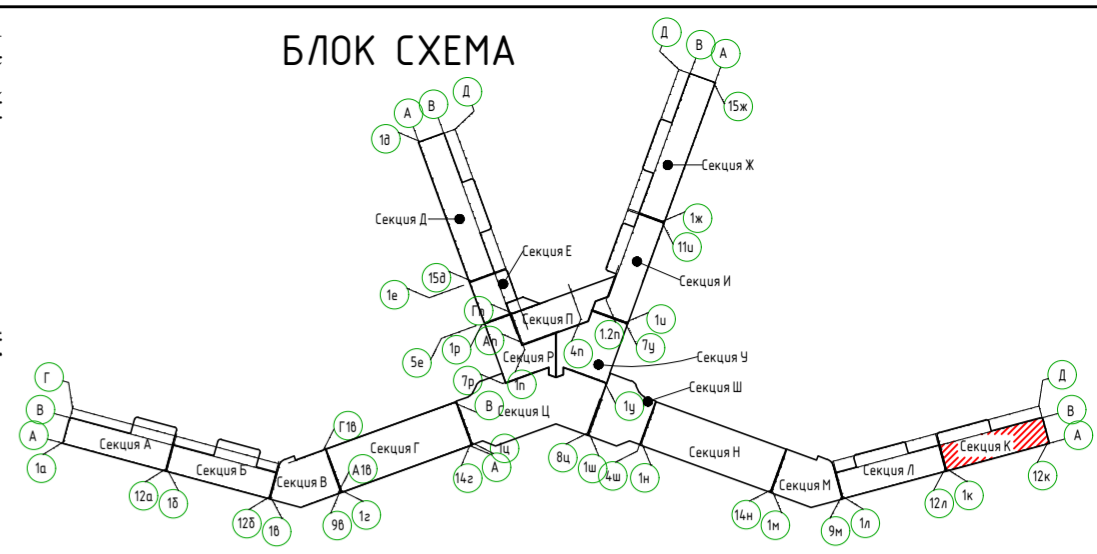 БЛОК СХЕМА
Д
В
А
15ж
Д
В
А
1д
Секция Ж
Секция Д
1ж
11и
Секция Е
Секция И
15д
1е
Гп
Секция П
1р
5е
Ап
4п
1.2п
1и
7у
Секция Р
Секция У
7р
1п
Секция Ш
1у
Г
В
А
1а
Секция А
12а
1б
Секция Б
12б
1в
Секция В
Г1в
А1в
9в
1г
Секция Г
В
Секция Ц
1ц
А
14г
8ц
1ш
4ш
1н
Секция Н
14н
1м
Секция М
9м
1л
Секция Л
12л
1к
Секция К
12к
Д
В
А